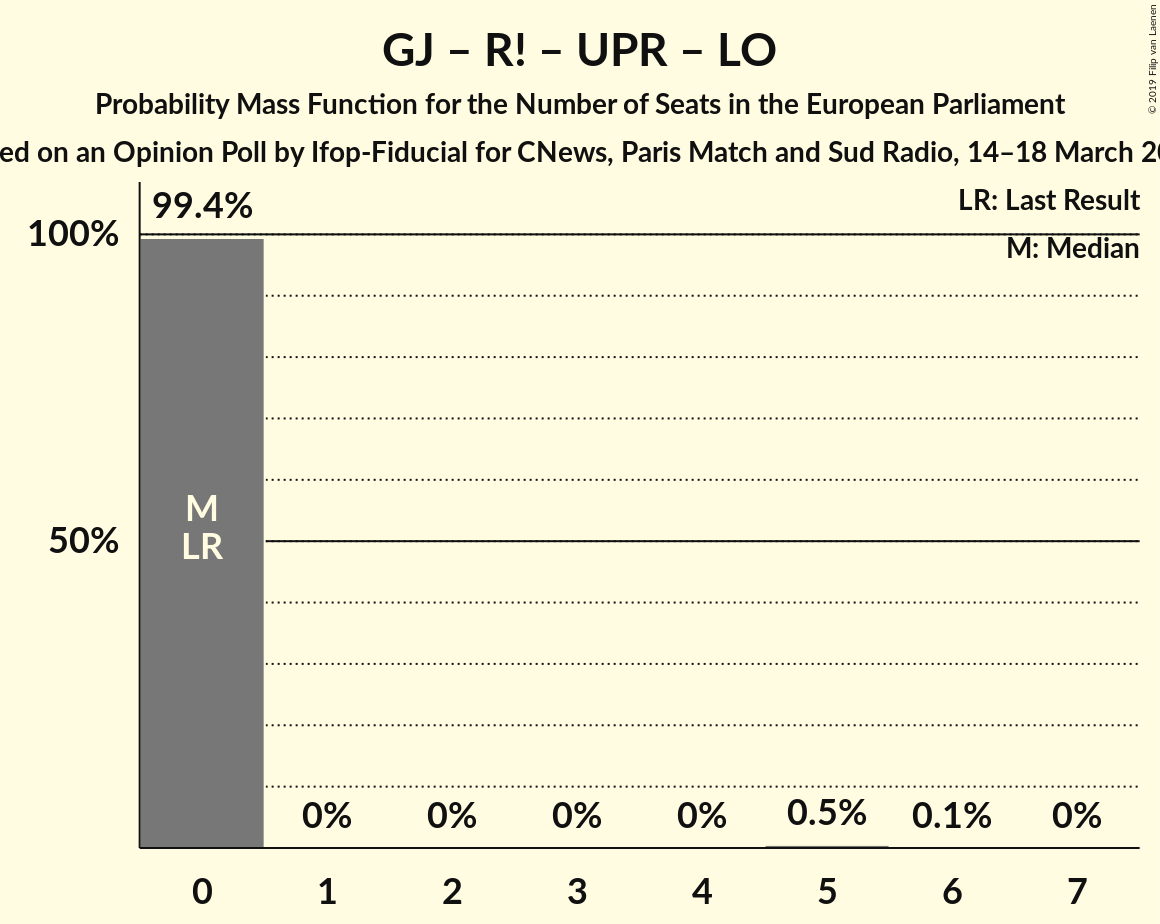 GJ – R! – UPR – LO
Probability Mass Function for the Number of Seats in the European Parliament
on an Opinion Poll by Ifop-Fiducial for CNews, Paris Match and Sud Radio, 14–18 March
© 2019 Filip van Laenen
LR: Last Result
M: Median
99.4%
100%
50%
M
LR
0%
0%
0%
0%
0.5%
0.1%
0%
0
1
2
3
4
5
6
7